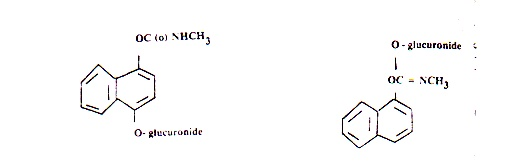 OC (o) NHCH3
O- glucuronide
O - glucuronide
OC = NCH3